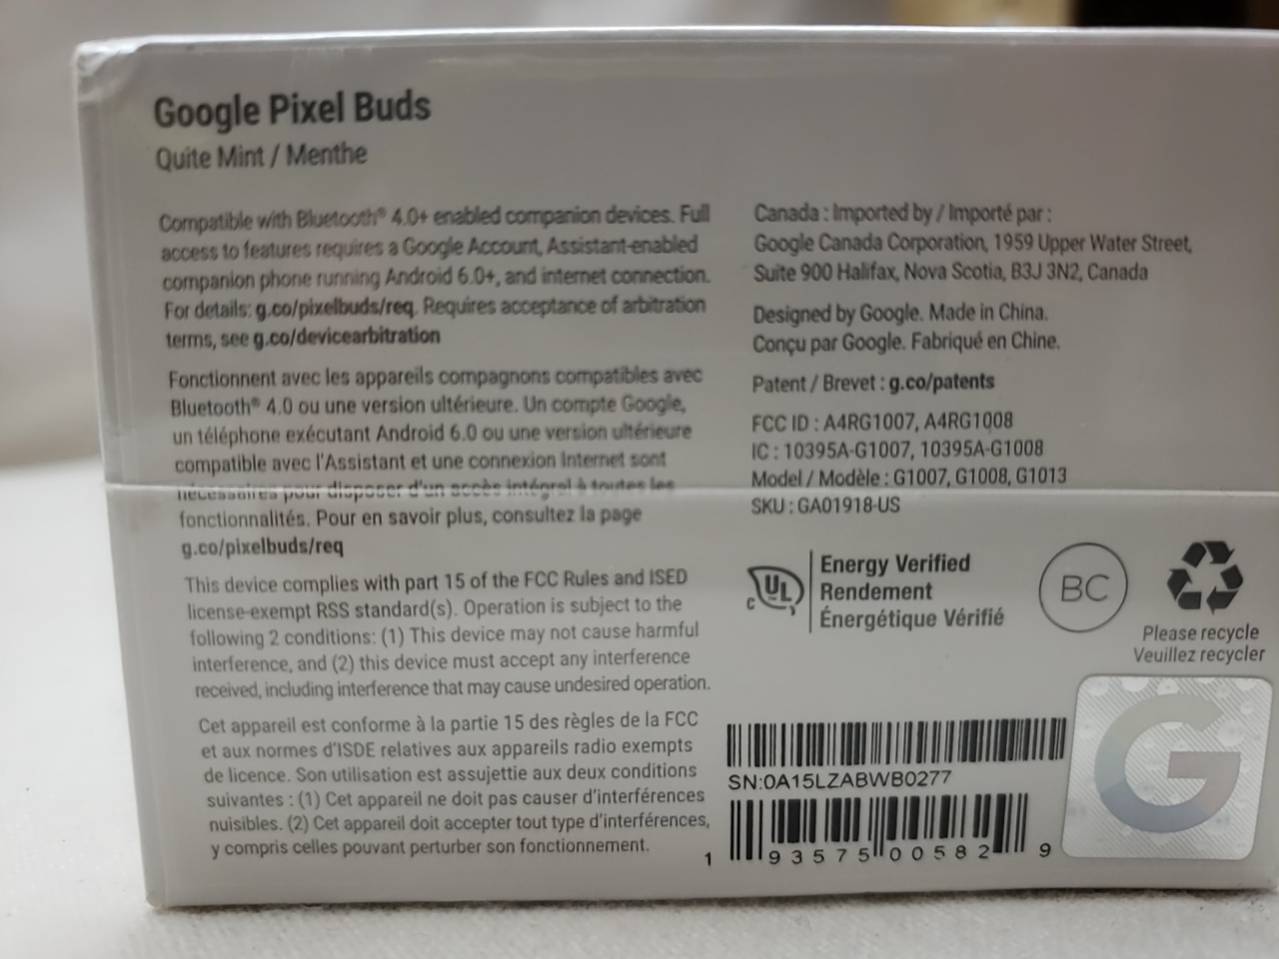 Google Pixel Buds
Quite Mint / Menthe
Compatible with Bluetooth® 4.0+ enabled companion devices. Full
access to features requires a Google Account, Assistant-enabled
companion phone running Android 6.0+, and internet connection.
For details: g.co/pixelbuds/req. Requires acceptance of arbitration
terms, see g.co/devicearbitration
Fonctionnent avec les appareils compagnons compatibles avec
Bluetooth® 4.0 ou une version ultérieure. Un compte Google,
un téléphone exécutant Android 6.0 ou une version ultérieure
compatible avec l'Assistant et une connexion Internet sont
nécessaires pour disposer d'un accès intégral à toutes les
fonctionnalités. Pour en savoir plus, consultez la page
g.co/pixelbuds/req
This device complies with part 15 of the FCC Rules and ISED
license-exempt RSS standard(s). Operation is subject to the
following 2 conditions: (1) This device may not cause harmful
interference, and (2) this device must accept any interference
received, including interference that may cause undesired operation.
Cet appareil est conforme à la partie 15 des règles de la FCC
et aux normes d'ISDE relatives aux appareils radio exempts
de licence. Son utilisation est assujettie aux deux conditions
suivantes : (1) Cet appareil ne doit pas causer d'interférences
nuisibles. (2) Cet appareil doit accepter tout type d'interférences,
y compris celles pouvant perturber son fonctionnement.
Canada : Imported by / Importé par :
Google Canada Corporation, 1959 Upper Water Street,
Suite 900 Halifax, Nova Scotia, B3J 3N2, Canada
Designed by Google. Made in China.
Conçu par Google. Fabriqué en Chine.
Patent / Brevet : g.co/patents
FCC ID : A4RG1007, A4RG1008
IC : 10395A-G1007, 10395A-G1008
Model / Modèle : G1007, G1008, G1013
SKU : GA01918-US
C UL
Energy Verified
Rendement
Énergétique Vérifié
BC
Please recycle
Veuillez recycler
SN:0A15LZABWB0277
1 93575 00582 9
G